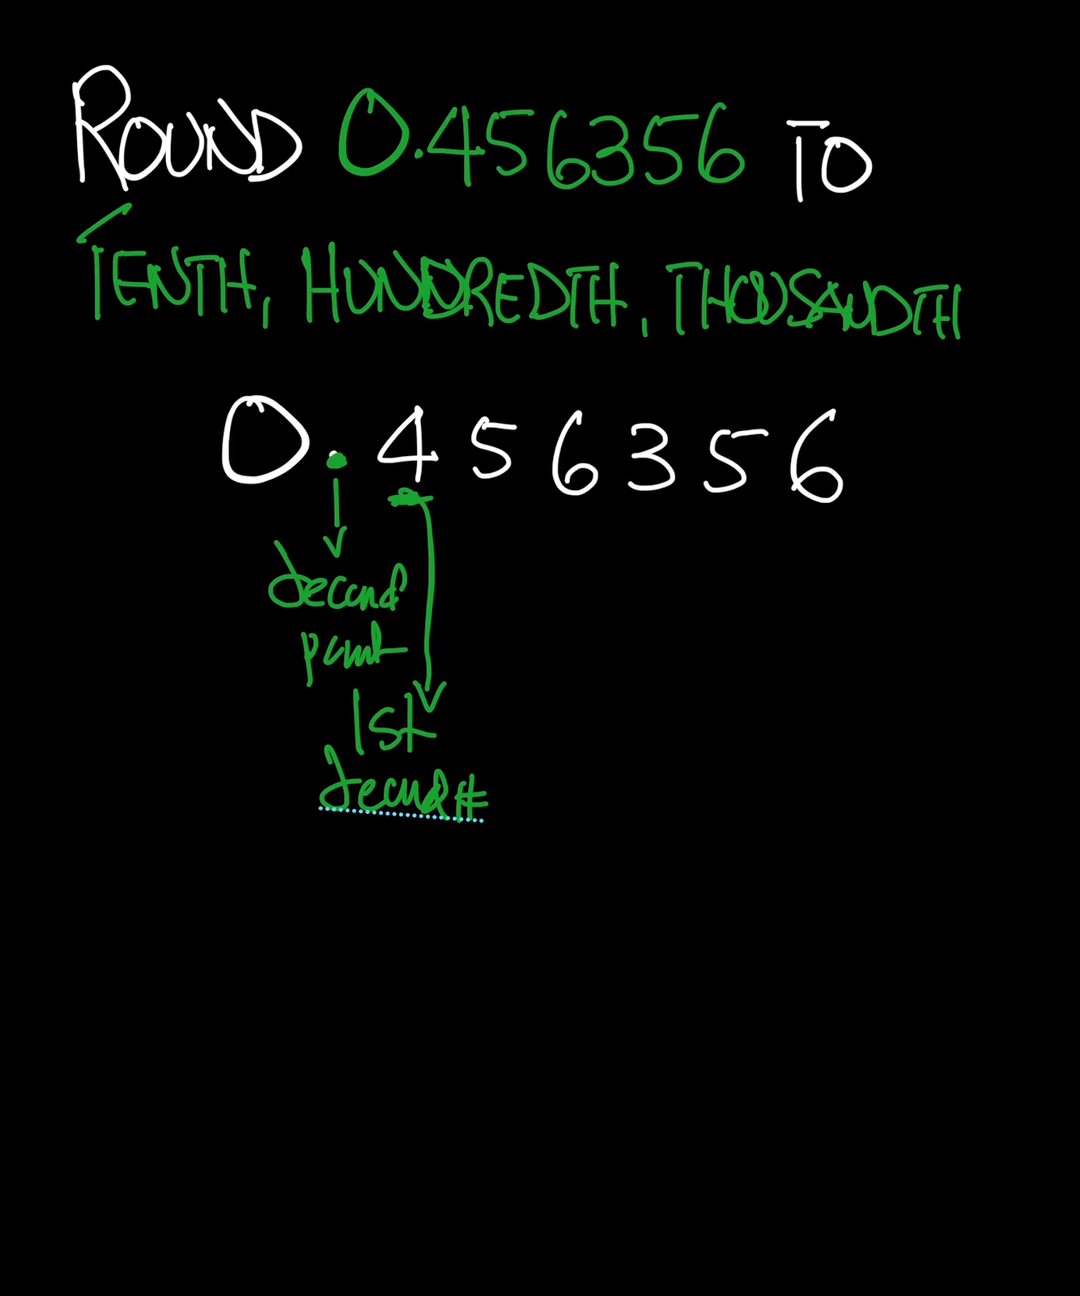 ROUND 0.456356 TO
TENTH, HUNDREDTH, THOUSANDTH
0.456356
decimal
point
1st
decimal #